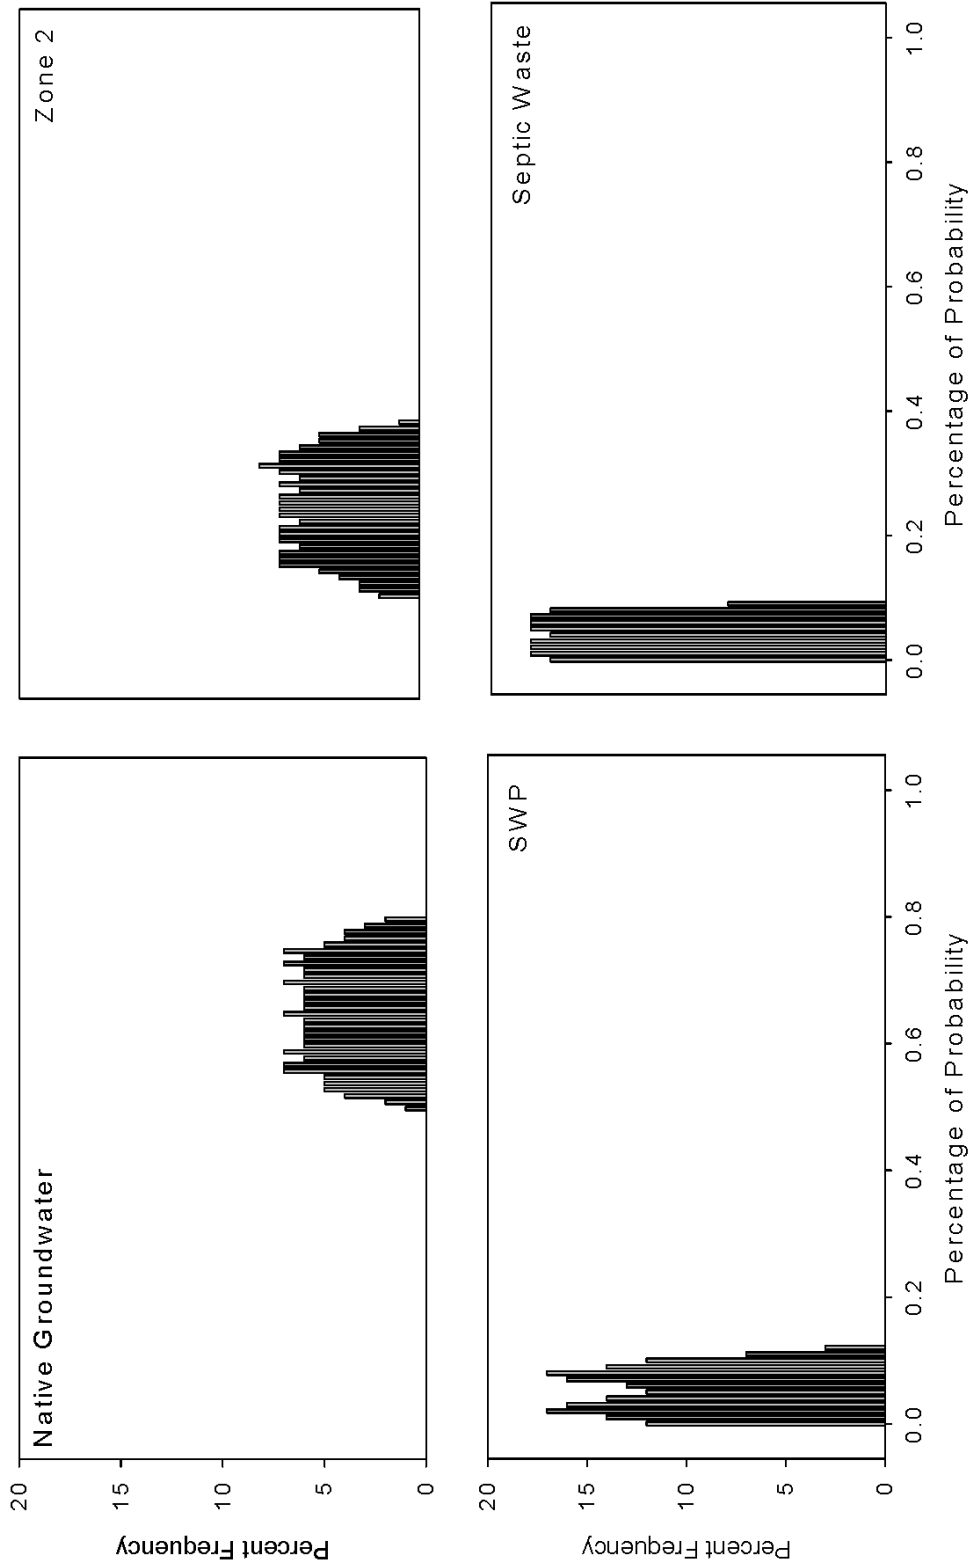 Native Groundwater
Zone 2
Percent Frequency
20
15
10
5
0
SWP
Septic Waste
Percent Frequency
20
15
10
5
0
0.0 0.2 0.4 0.6 0.8 1.0
0.0 0.2 0.4 0.6 0.8 1.0
Percentage of Probability
Percentage of Probability